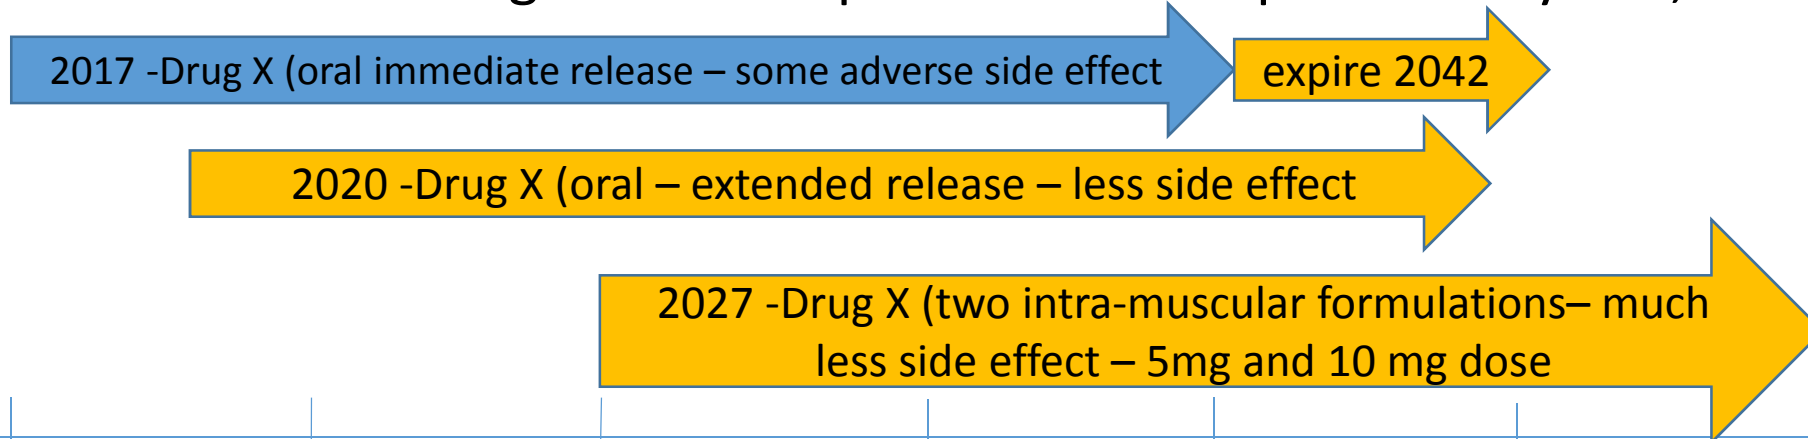 2017 -Drug X (oral immediate release – some adverse side effect
expire 2042
2020 -Drug X (oral – extended release – less side effect
2027 -Drug X (two intra-muscular formulations– much
less side effect – 5mg and 10 mg dose